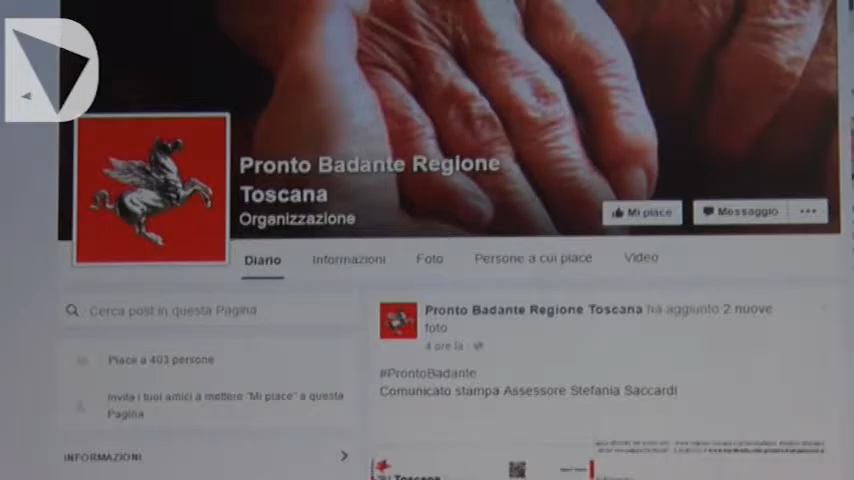 Pronto Badante Regione
Toscana
Organizzazione
Mi piace
Messaggio
Diario
Informazioni
Foto
Persone a cui piace
Video
Cerca post in questa Pagina
Piace a 403 persone
Invita i tuoi amici a mettere "Mi piace" a questa
Pagina
INFORMAZIONI
Pronto Badante Regione Toscana ha aggiunto 2 nuove
foto
4 ore fa
#ProntoBadante
Comunicato stampa Assessore Stefania Saccardi
Toscana